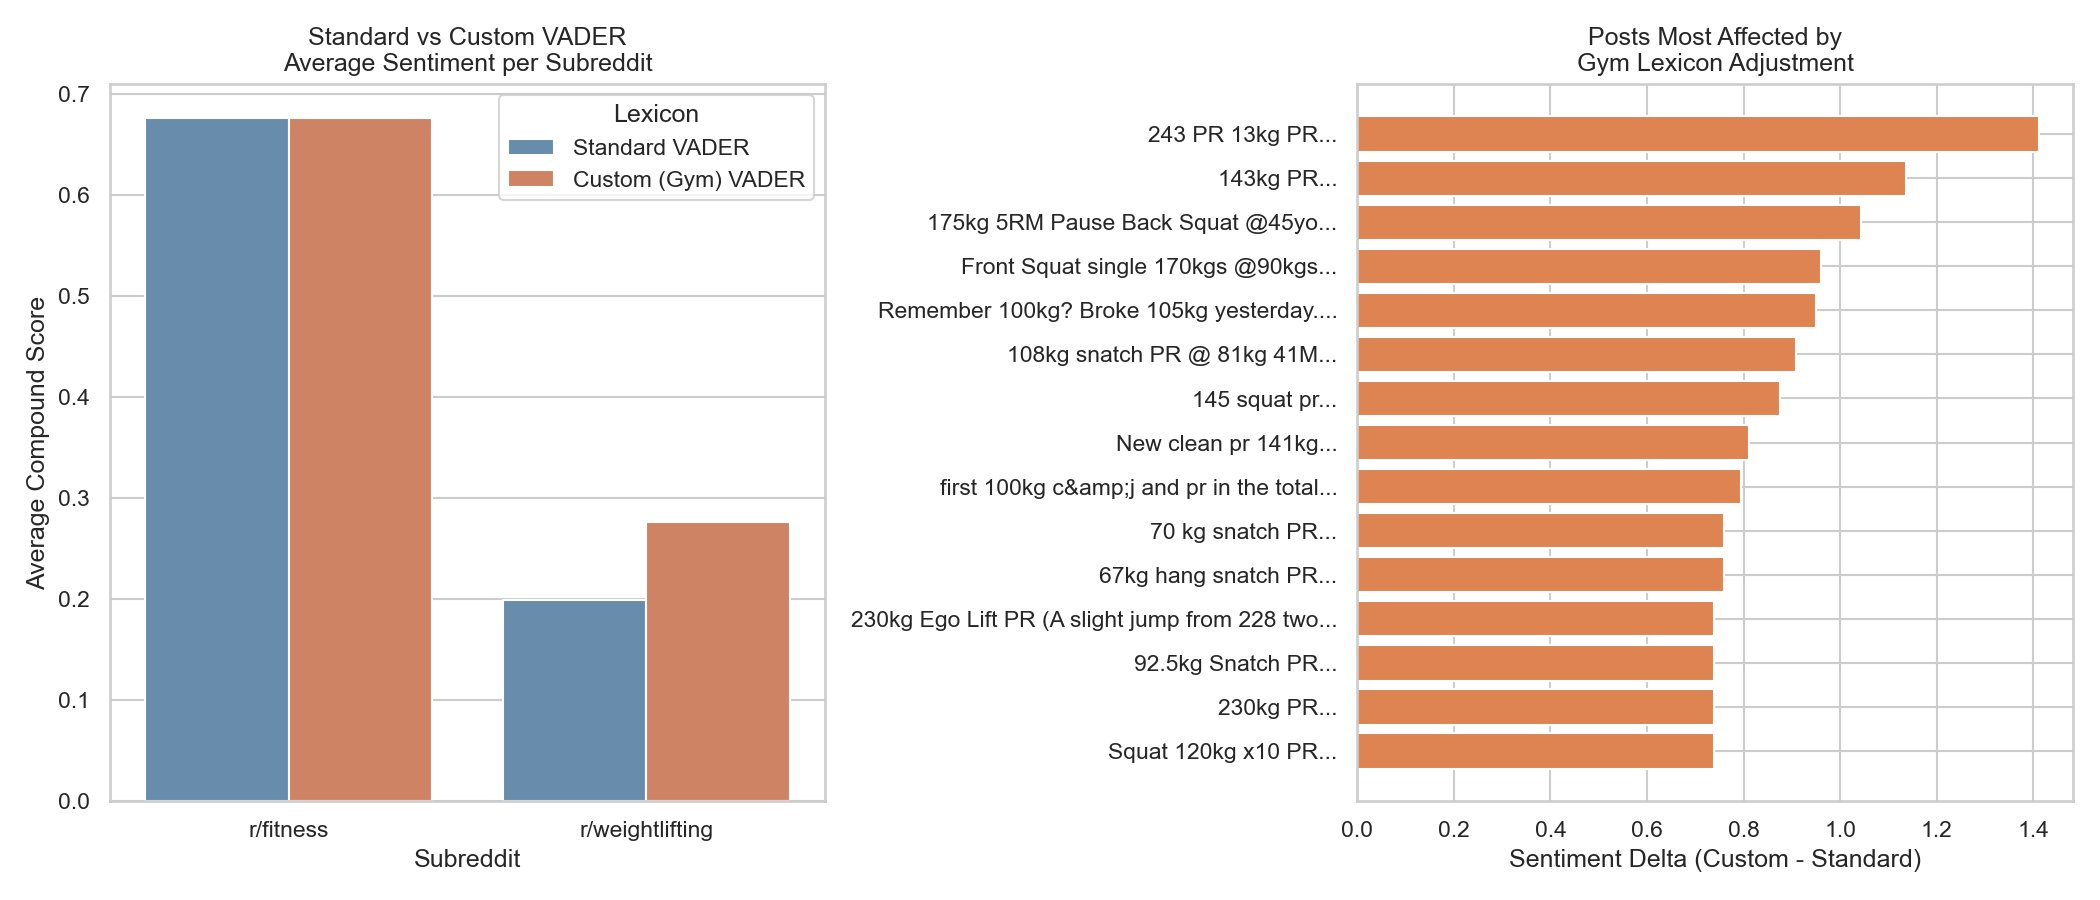 Standard vs Custom VADER
Average Sentiment per Subreddit
0.7
0.6
0.5
0.4
0.3
0.2
0.1
0.0
Average Compound Score
Lexicon
Standard VADER
Custom (Gym) VADER
r/fitness
r/weightlifting
Subreddit
Posts Most Affected by
Gym Lexicon Adjustment
243 PR 13kg PR...
143kg PR...
175kg 5RM Pause Back Squat @45yo...
Front Squat single 170kgs @90kgs...
Remember 100kg? Broke 105kg yesterday....
108kg snatch PR @ 81kg 41M...
145 squat pr...
New clean pr 141kg...
first 100kg c&amp;j and pr in the total...
70 kg snatch PR...
67kg hang snatch PR...
230kg Ego Lift PR (A slight jump from 228 two...
92.5kg Snatch PR...
230kg PR...
Squat 120kg x10 PR...
0.0 0.2 0.4 0.6 0.8 1.0 1.2 1.4
Sentiment Delta (Custom - Standard)